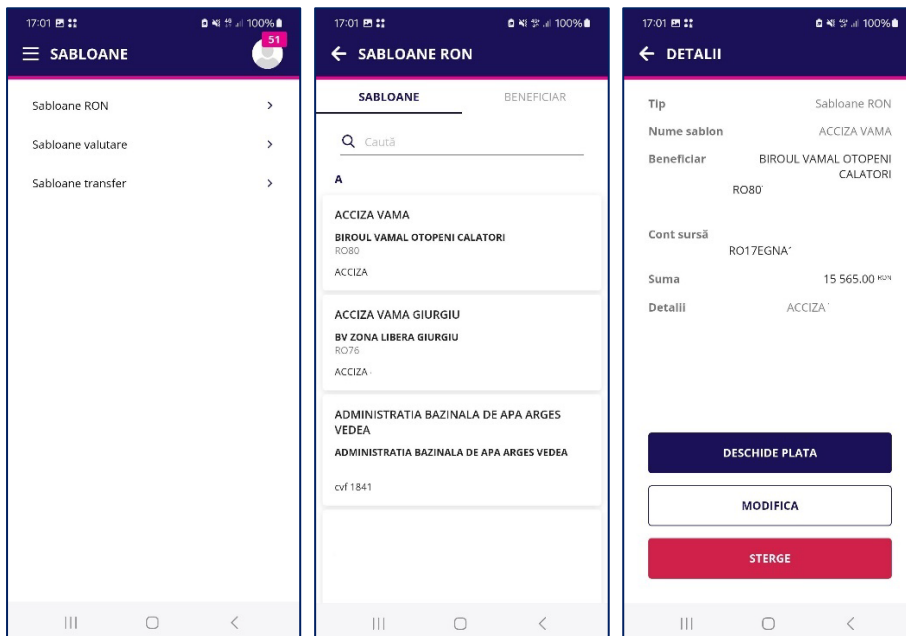 17:01 100%
51
SABLOANE
Sabloane RON
Sabloane valutare
Sabloane transfer
17:01 100%
SABLOANE RON
SABLOANE BENEFICIAR
Caută
A
ACCIZA VAMA
BIROUL VAMAL OTOPENI CALATORI
RO80
ACCIZA
ACCIZA VAMA GIURGIU
BV ZONA LIBERA GIURGIU
RO76
ACCIZA
ADMINISTRATIA BAZINALA DE APA ARGES
VEDEA
ADMINISTRATIA BAZINALA DE APA ARGES VEDEA
cvf 1841
17:01 100%
DETALII
Tip Sabloane RON
Nume sablon ACCIZA VAMA
Beneficiar BIROUL VAMAL OTOPENI
CALATORI
RO80
Cont sursă
RO17EGNA
Suma 15 565.00 RON
Detalii ACCIZA
DESCHIDE PLATA
MODIFICA
STERGE